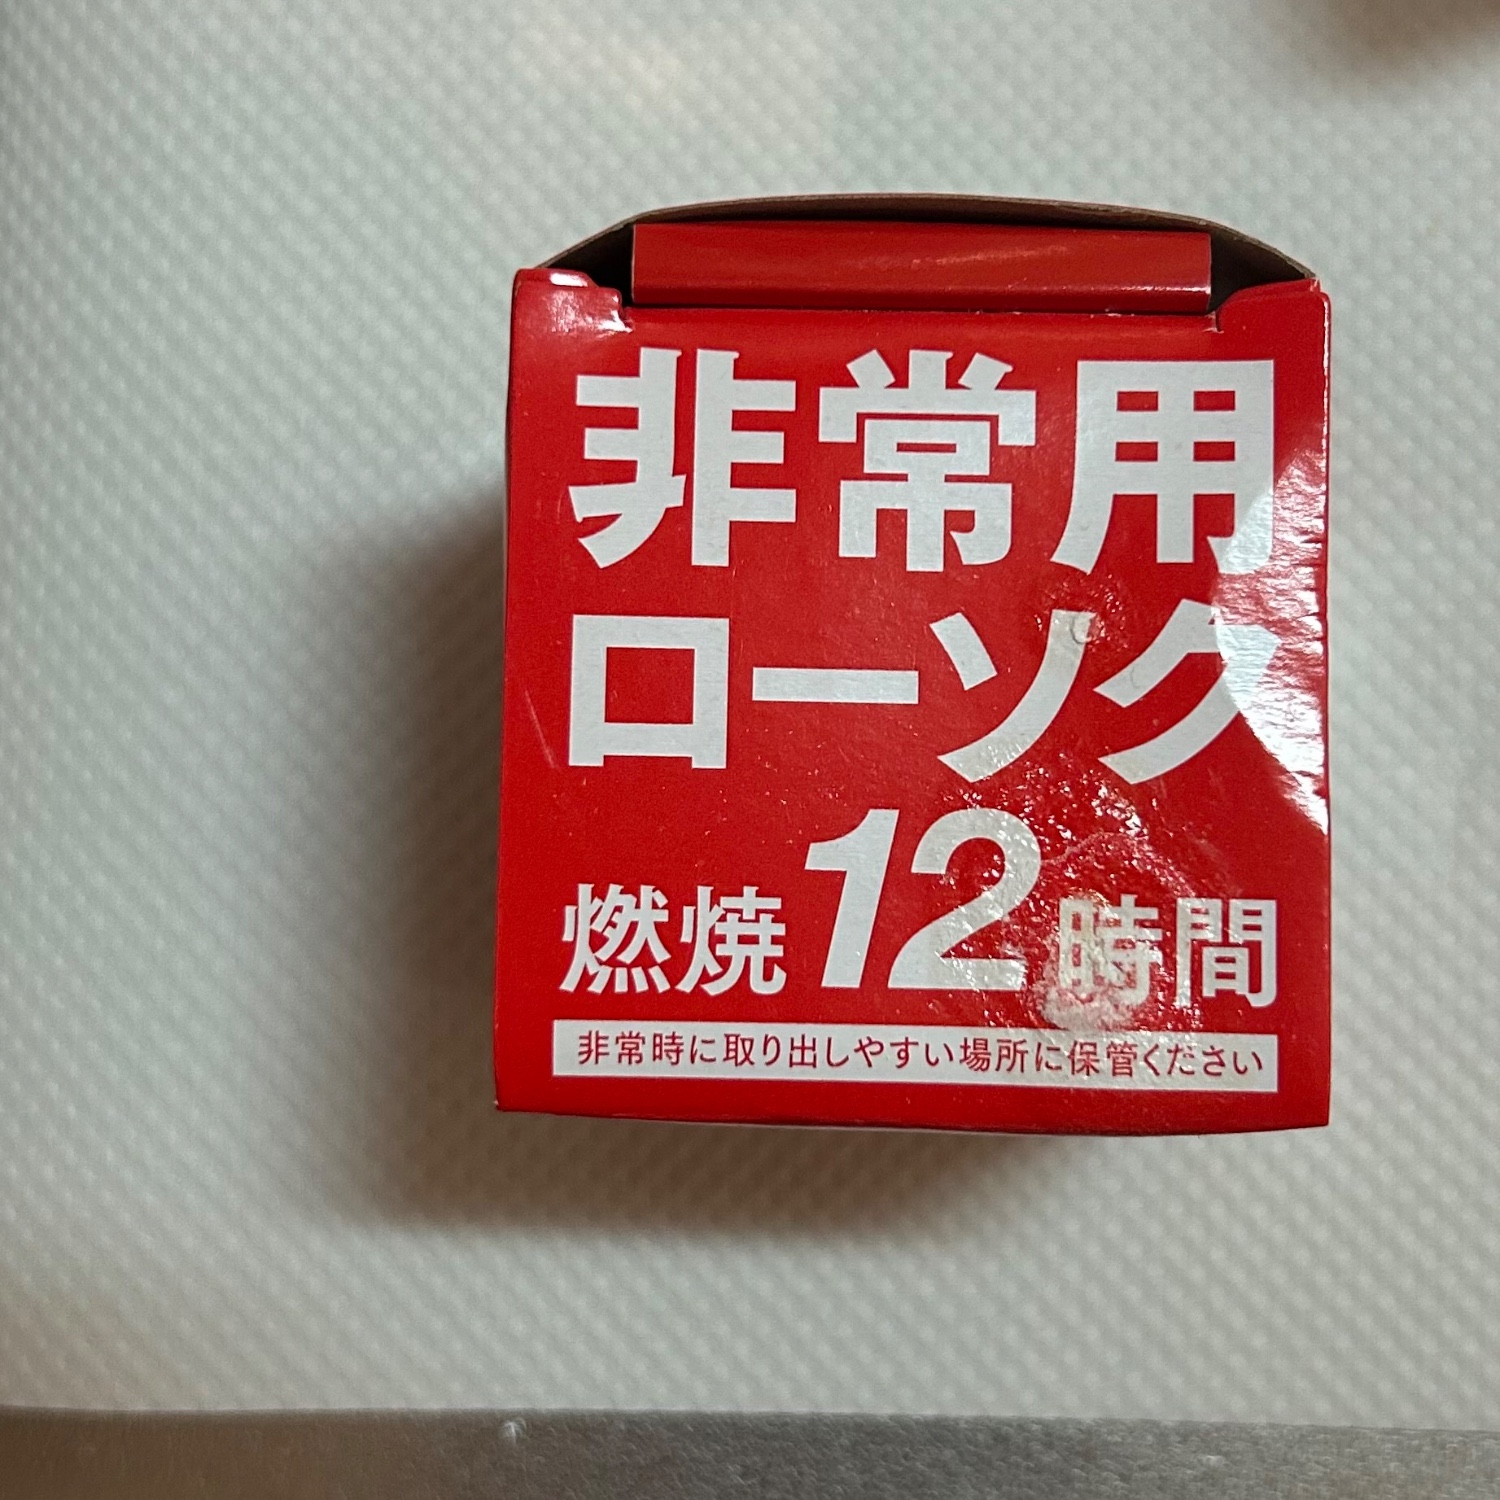 非常用
ローソク
燃焼12時間
非常時に取り出しやすい場所に保管ください